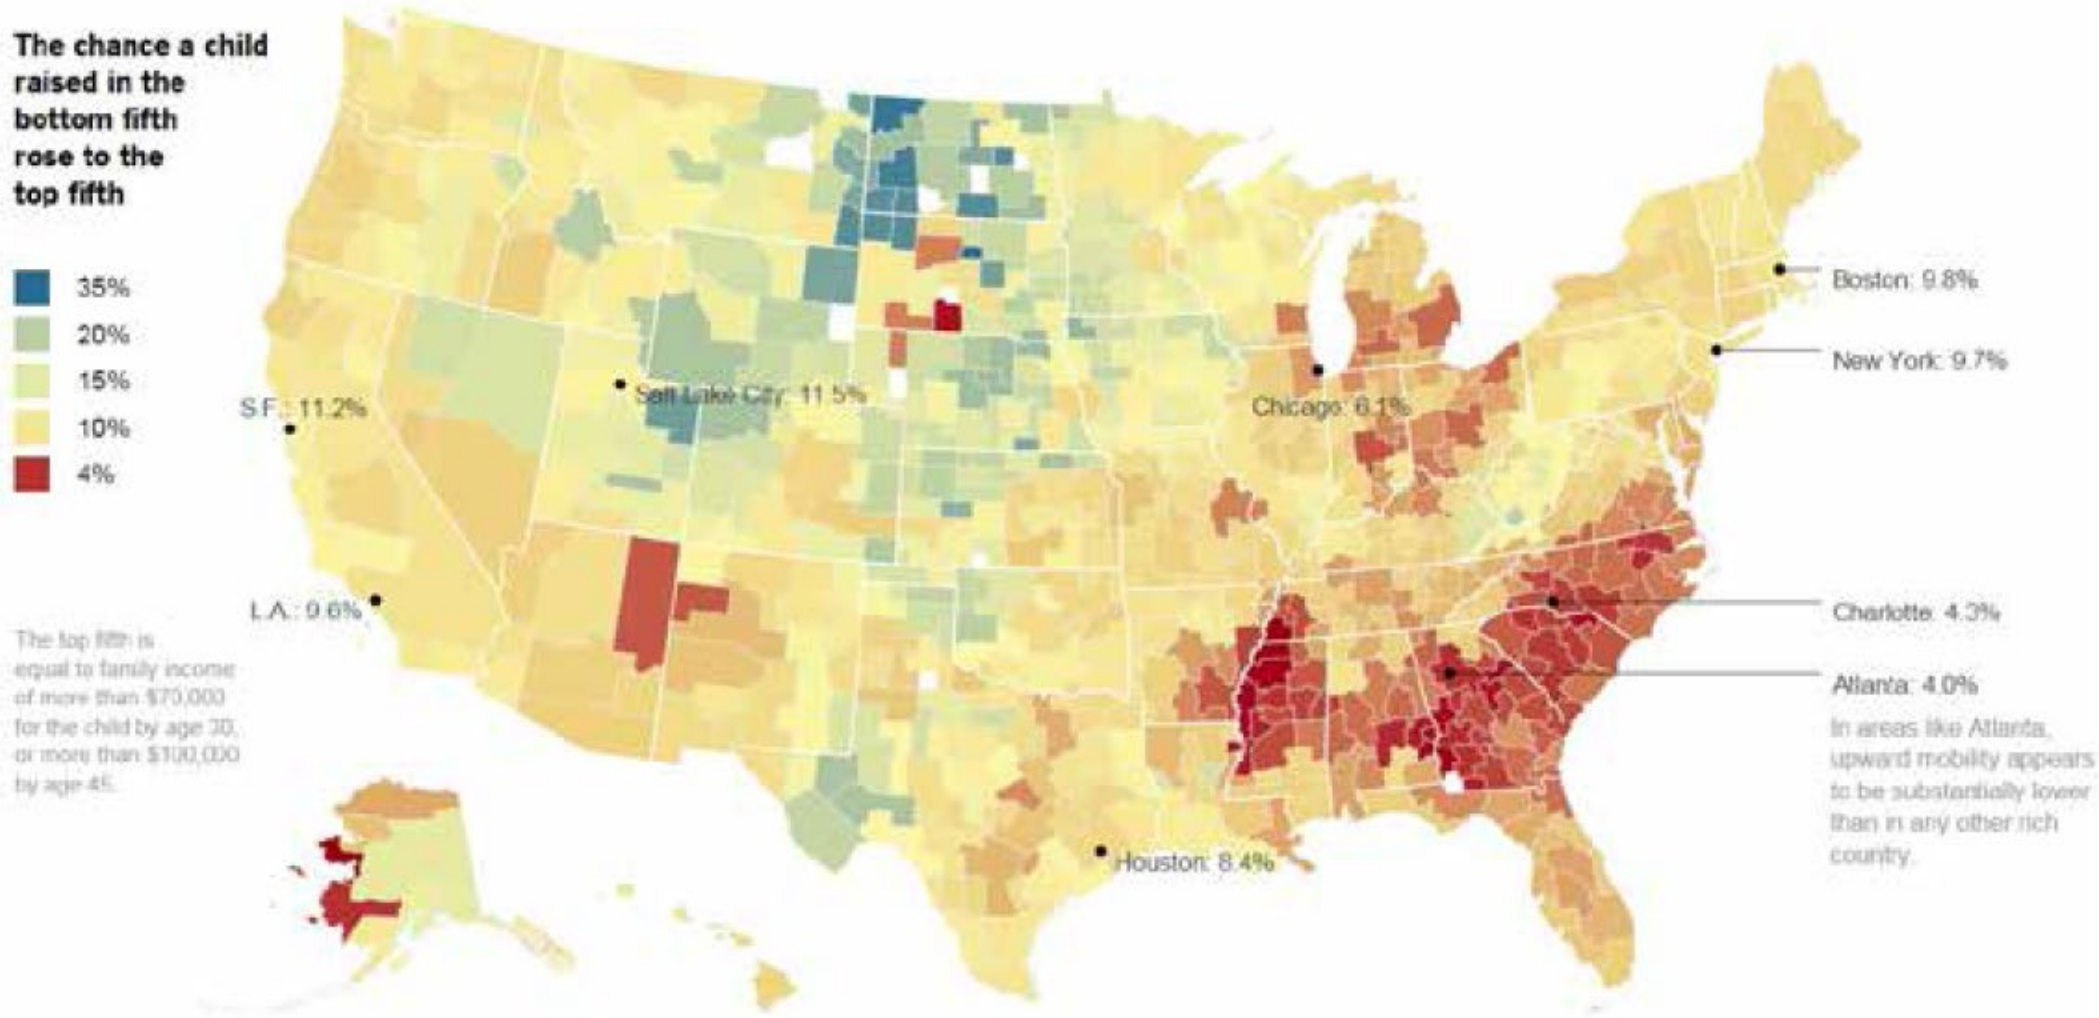 The chance a child
raised in the
bottom fifth
rose to the
top fifth
35%
20%
15%
10%
4%
S.F.: 11.2%
Salt Lake City: 11.5%
L.A.: 9.6%
Chicago: 6.1%
Houston: 8.4%
Boston: 9.8%
New York: 9.7%
Charlotte: 4.3%
Atlanta: 4.0%
In areas like Atlanta,
upward mobility appears
to be substantially lower
than in any other rich
country.
The top fifth is
equal to family income
of more than $70,000
for the child by age 30,
or more than $100,000
by age 45.